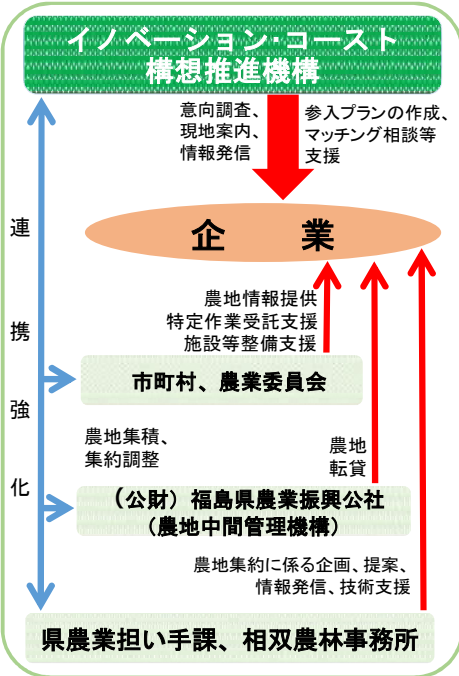 イノベーション・コースト
構想推進機構
意向調査、
現地案内、
情報発信
参入プランの作成、
マッチング相談等
支援
企　業
連携強化
農地情報提供
特定作業受託支援
施設等整備支援
市町村、農業委員会
農地集積、
集約調整
農地
転貸
（公財）福島県農業振興公社
（農地中間管理機構）
農地集約に係る企画、提案、
情報発信、技術支援
県農業担い手課、相双農林事務所